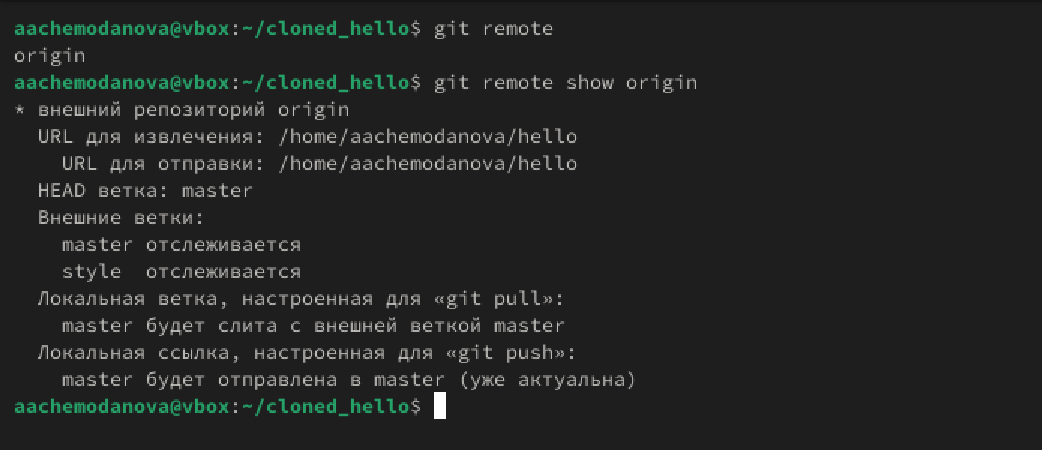 aachemodanova@vbox:~/cloned_hello$ git remote
origin
aachemodanova@vbox:~/cloned_hello$ git remote show origin
* внешний репозиторий origin
  URL для извлечения: /home/aachemodanova/hello
    URL для отправки: /home/aachemodanova/hello
  HEAD ветка: master
  Внешние ветки:
    master отслеживается
    style  отслеживается
  Локальная ветка, настроенная для «git pull»:
    master будет слита с внешней веткой master
  Локальная ссылка, настроенная для «git push»:
    master будет отправлена в master (уже актуальна)
aachemodanova@vbox:~/cloned_hello$